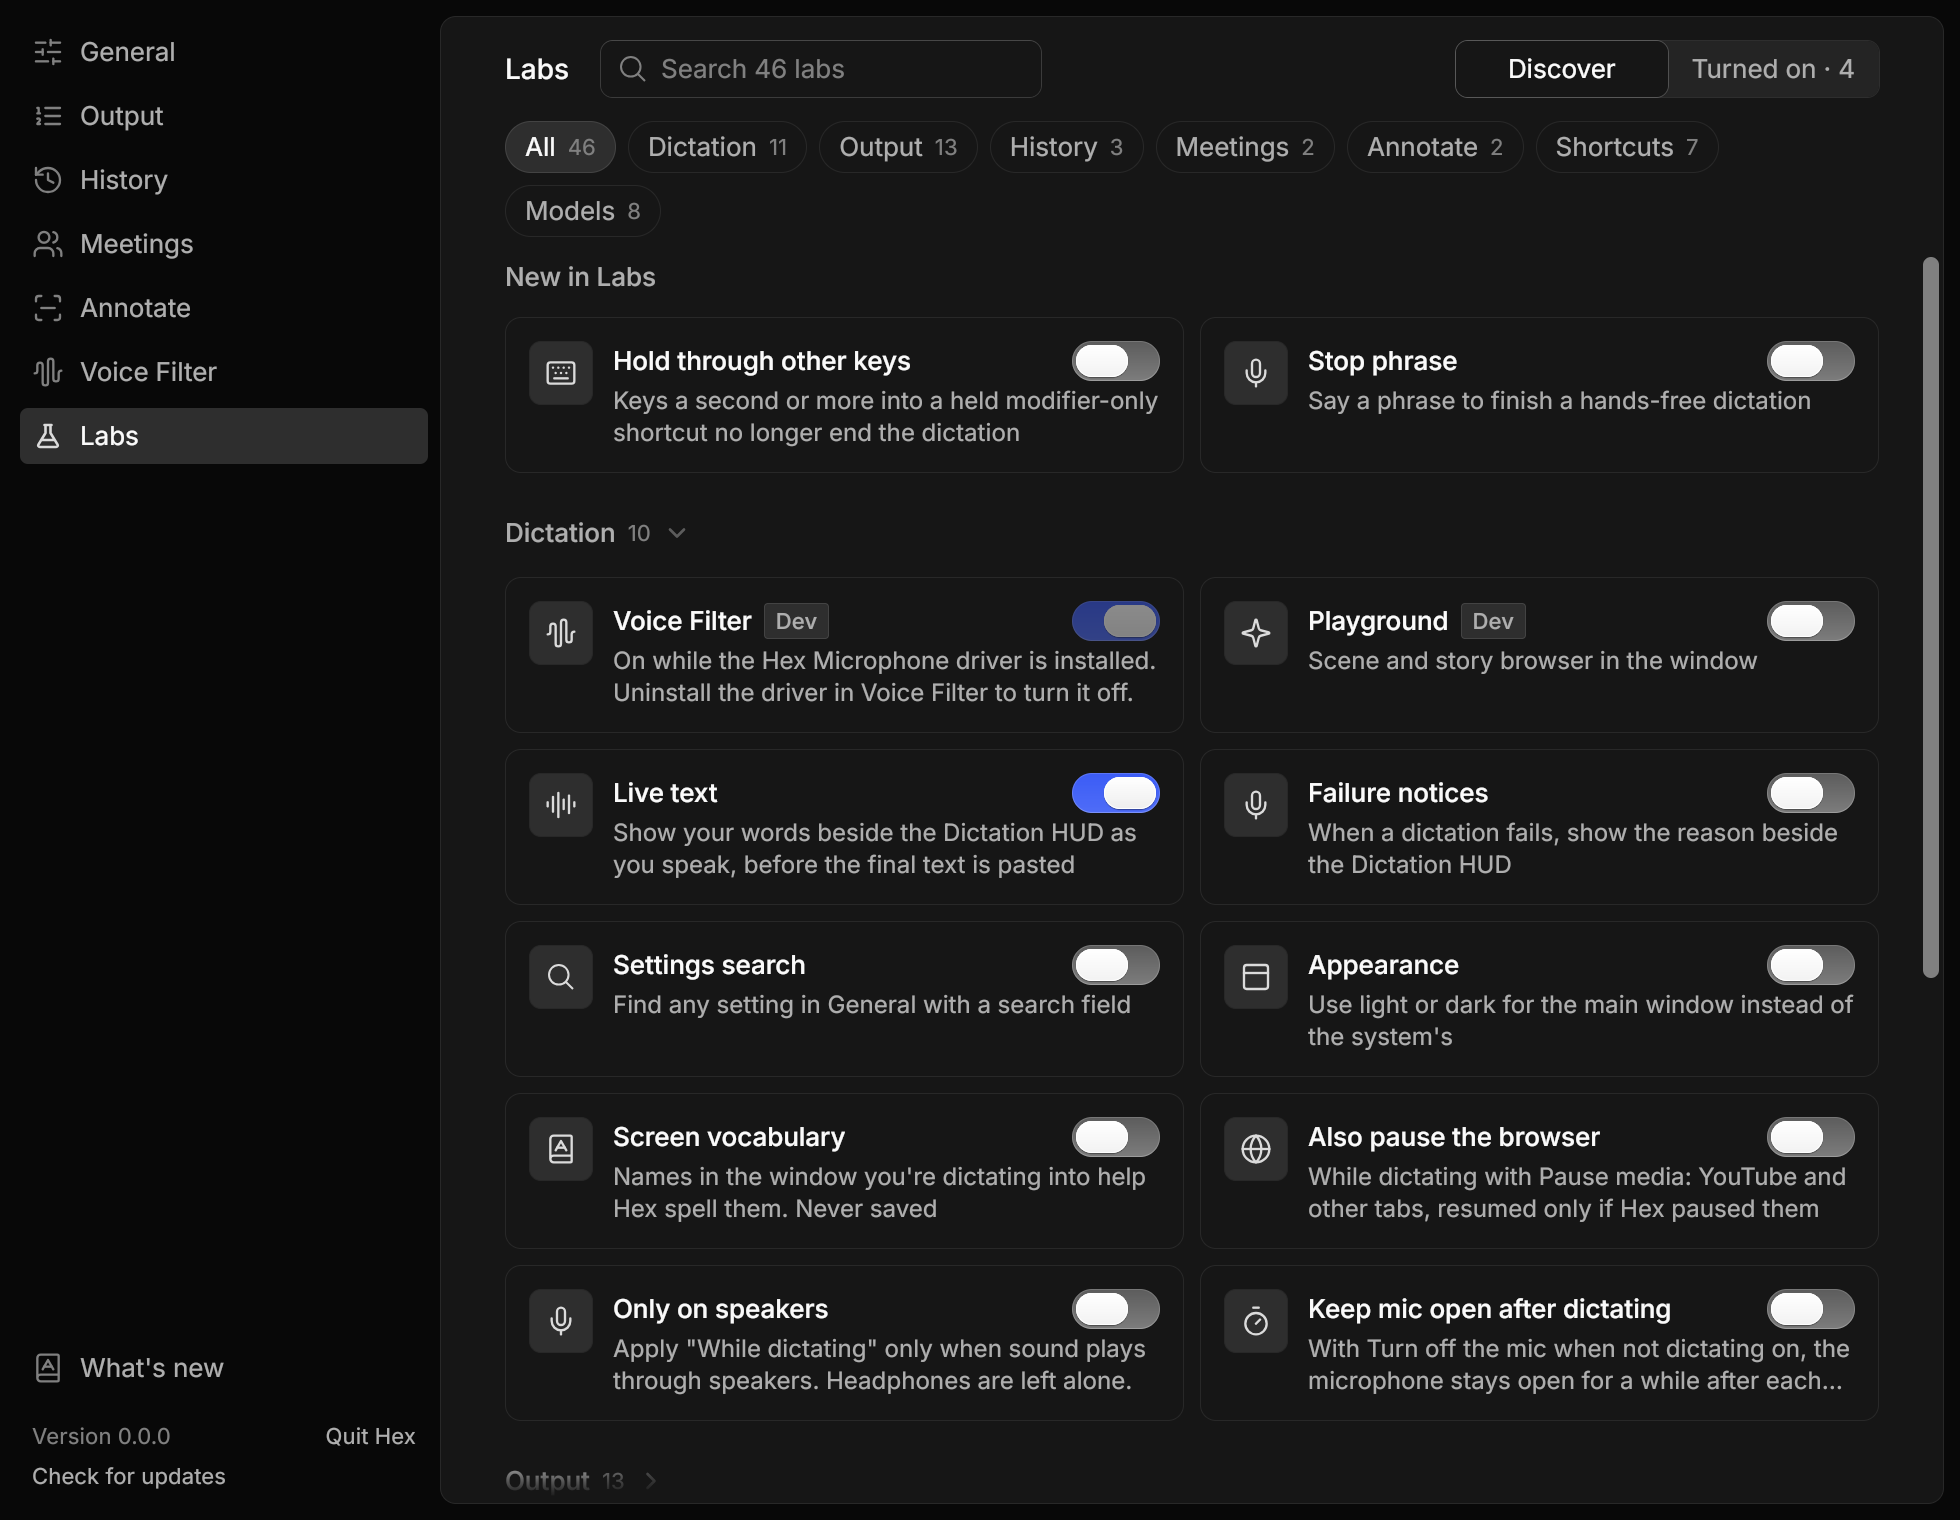 General
Output
History
Meetings
Annotate
Voice Filter
Labs
What's new
Version 0.0.0
Quit Hex
Check for updates
Labs
Search 46 labs
Discover
Turned on · 4
All 46
Dictation 11
Output 13
History 3
Meetings 2
Annotate 2
Shortcuts 7
Models 8
New in Labs
Hold through other keys
Keys a second or more into a held modifier-only
shortcut no longer end the dictation
Stop phrase
Say a phrase to finish a hands-free dictation
Dictation 10
Voice Filter Dev
On while the Hex Microphone driver is installed.
Uninstall the driver in Voice Filter to turn it off.
Playground Dev
Scene and story browser in the window
Live text
Show your words beside the Dictation HUD as
you speak, before the final text is pasted
Failure notices
When a dictation fails, show the reason beside
the Dictation HUD
Settings search
Find any setting in General with a search field
Appearance
Use light or dark for the main window instead of
the system's
Screen vocabulary
Names in the window you're dictating into help
Hex spell them. Never saved
Also pause the browser
While dictating with Pause media: YouTube and
other tabs, resumed only if Hex paused them
Only on speakers
Apply "While dictating" only when sound plays
through speakers. Headphones are left alone.
Keep mic open after dictating
With Turn off the mic when not dictating on, the
microphone stays open for a while after each...
Output 13